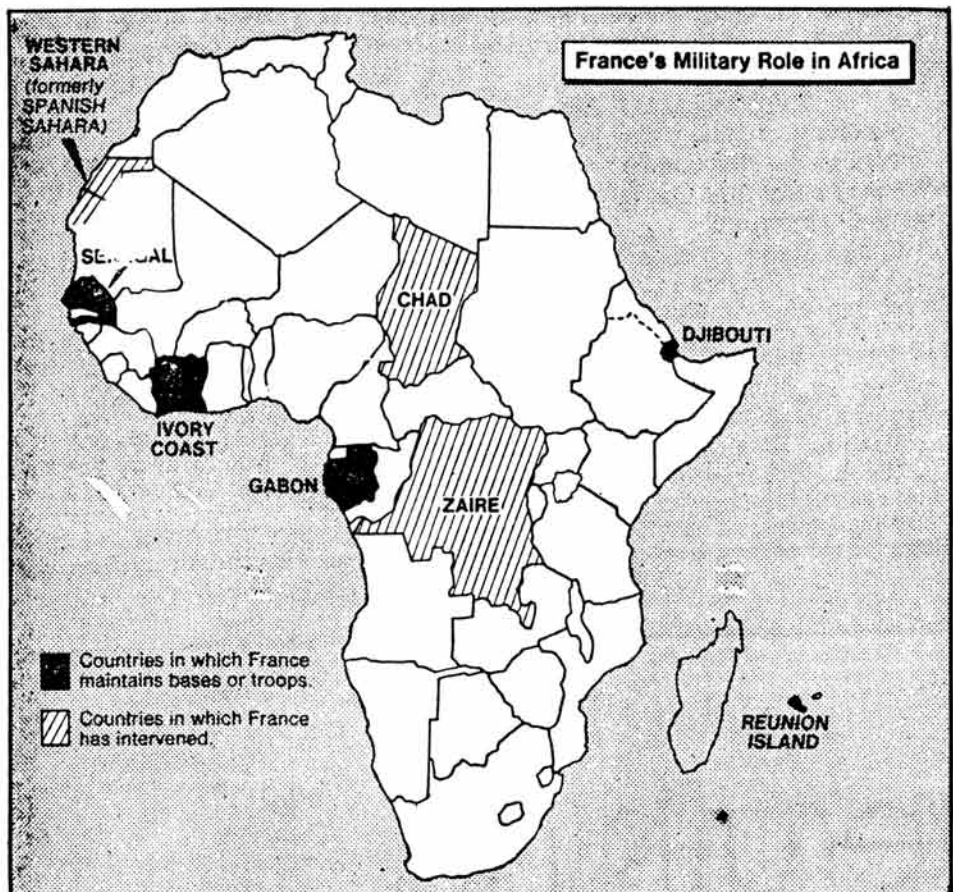 France's Military Role in Africa
WESTERN
SAHARA
(formerly
SPANISH
SAHARA)
SENEGAL
CHAD
DJIBOUTI
IVORY
COAST
GABON
ZAIRE
Countries in which France
maintains bases or troops.
Countries in which France
has intervened.
REUNION
ISLAND